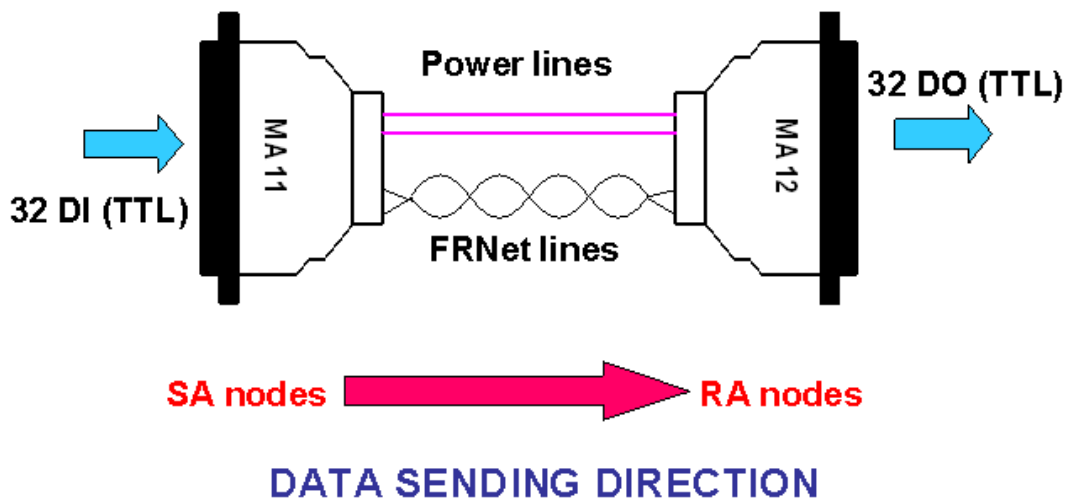 Power lines
32 DO (TTL)
MA 11
MA 12
32 DI (TTL)
FRNet lines
SA nodes
RA nodes
DATA SENDING DIRECTION